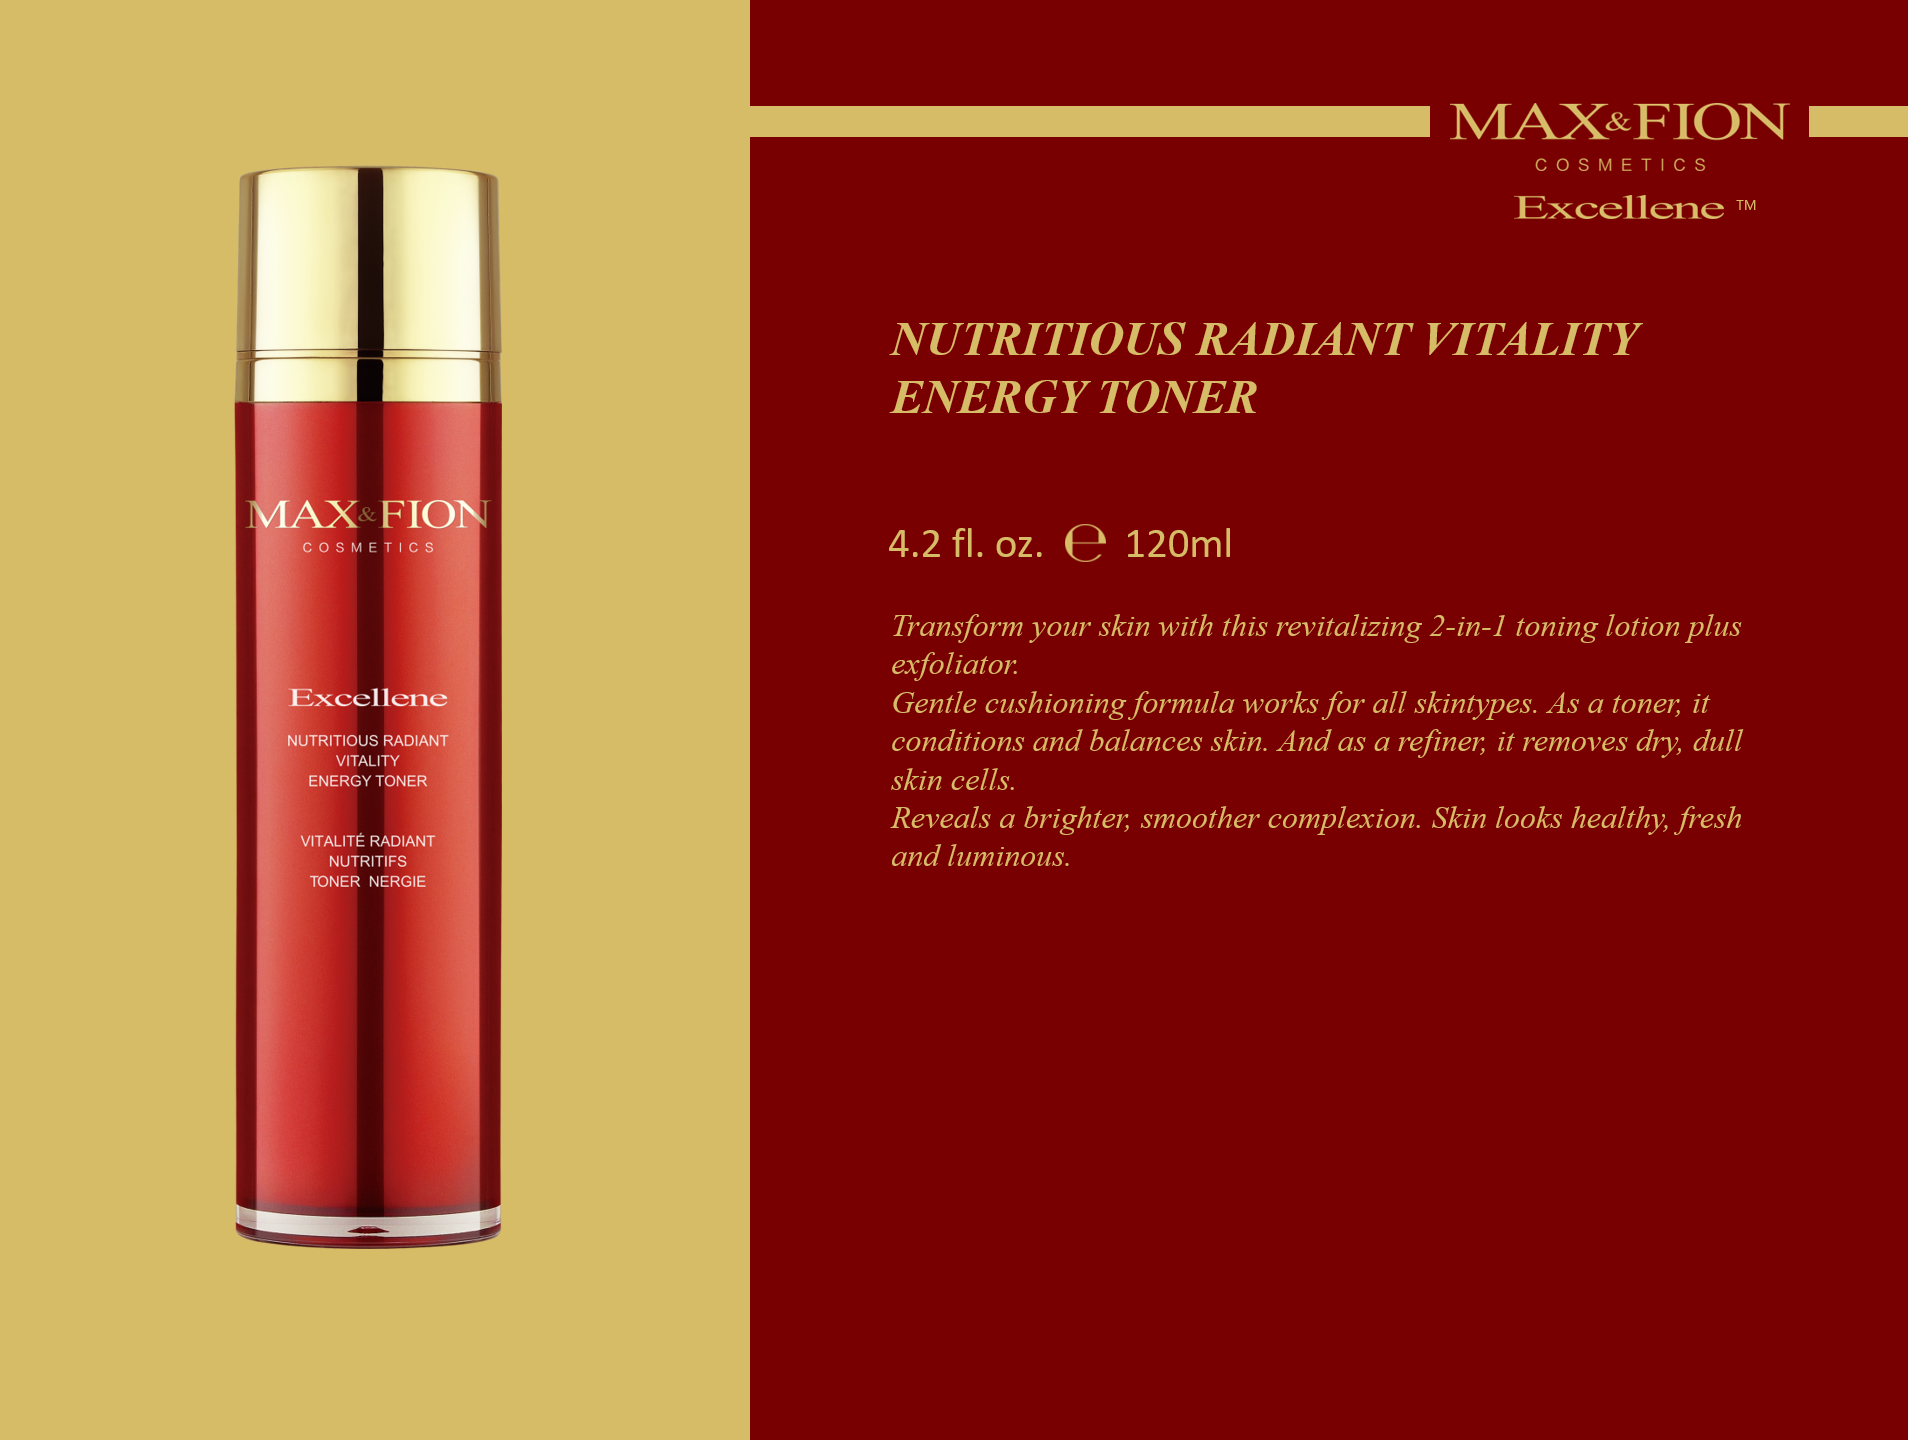 MAX&FION
COSMETICS
Excellene
NUTRITIOUS RADIANT
VITALITY
ENERGY TONER
VITALITÉ RADIANT
NUTRITIFS
TONER NERGIE
MAX&FION
COSMETICS
Excellene ™
NUTRITIOUS RADIANT VITALITY
ENERGY TONER
4.2 fl. oz. ℮ 120ml
Transform your skin with this revitalizing 2-in-1 toning lotion plus
exfoliator.
Gentle cushioning formula works for all skintypes. As a toner, it
conditions and balances skin. And as a refiner, it removes dry, dull
skin cells.
Reveals a brighter, smoother complexion. Skin looks healthy, fresh
and luminous.